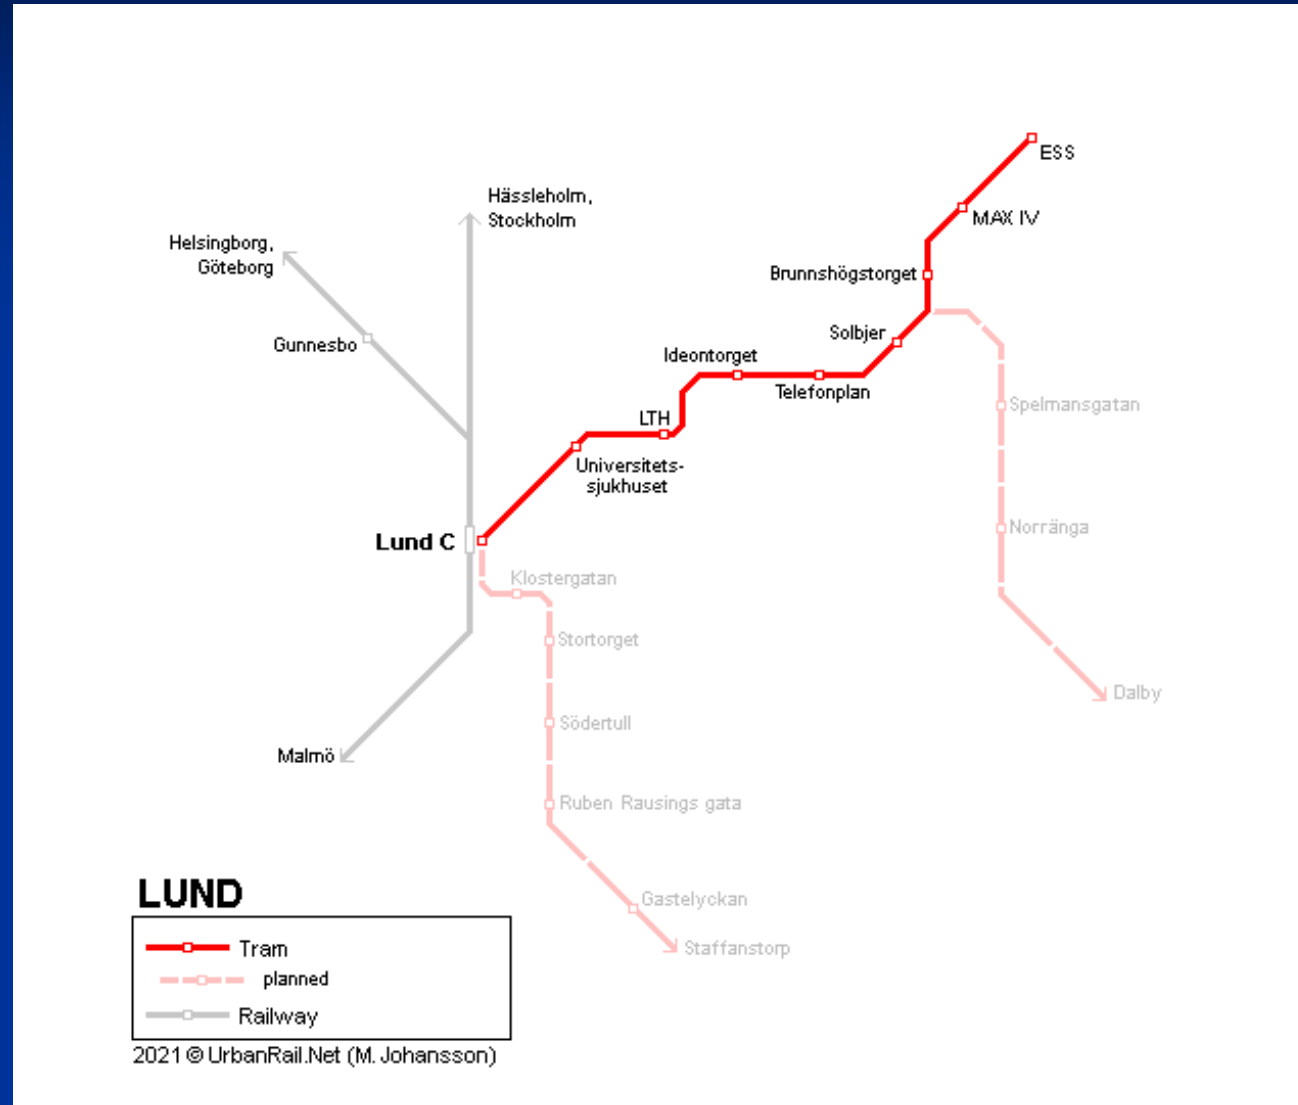 ESS
Hässleholm,
Stockholm
MAX IV
Helsingborg,
Göteborg
Brunnshögstorget
Solbjer
Gunnesbo
Ideontorget
Telefonplan
Spelmansgatan
LTH
Universitets-
sjukhuset
Norränga
Lund C
Klostergatan
Stortorget
Dalby
Södertull
Malmö
Ruben Rausings gata
Gastelyckan
Staffanstorp
LUND
Tram
planned
Railway
2021 © UrbanRail.Net (M. Johansson)